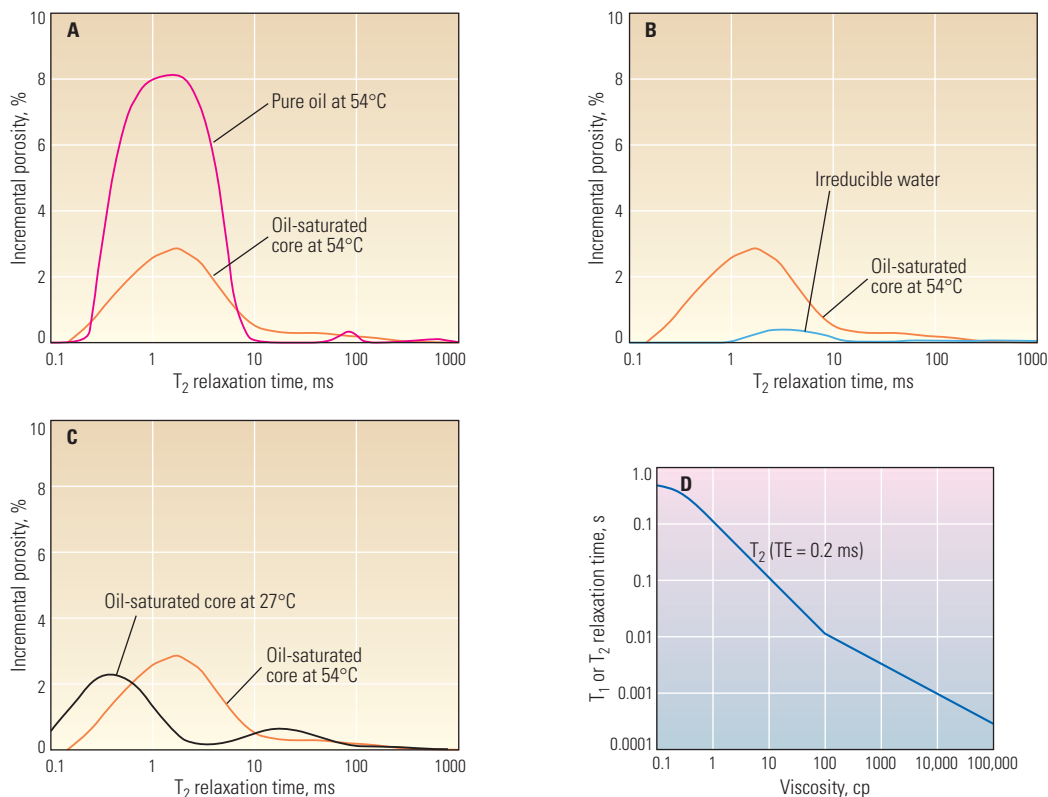 A
Incremental porosity, %
10
8
6
4
2
0
Pure oil at 54°C
Oil-saturated
core at 54°C
0.1 1 10 100 1000
T2 relaxation time, ms
B
Incremental porosity, %
10
8
6
4
2
0
Irreducible water
Oil-saturated
core at 54°C
0.1 1 10 100 1000
T2 relaxation time, ms
C
Incremental porosity, %
10
8
6
4
2
0
Oil-saturated core at 27°C
Oil-saturated
core at 54°C
0.1 1 10 100 1000
T2 relaxation time, ms
D
T1 or T2 relaxation time, s
1.0
0.1
0.1
0.01
0.001
0.0001
T2 (TE = 0.2 ms)
0.1 1 10 100 1000 10,000 100,000
Viscosity, cp